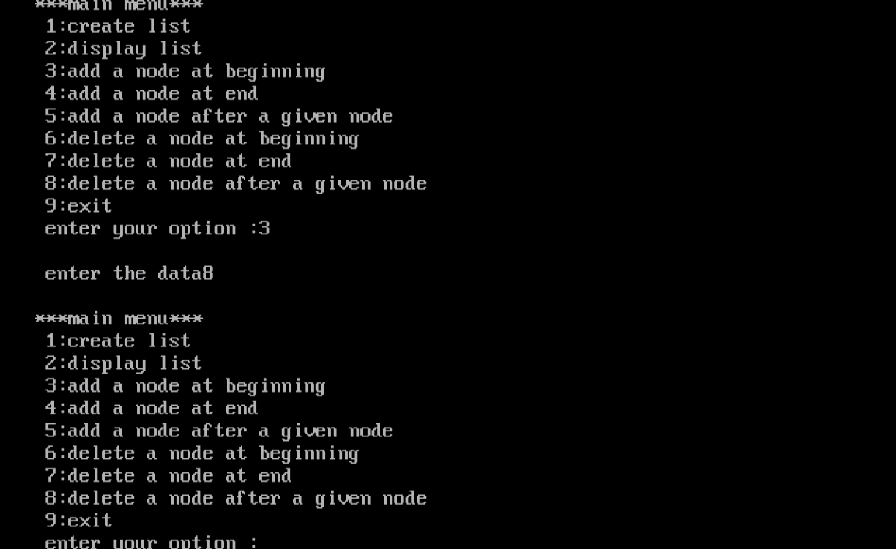 ***main menu***
1:create list
2:display list
3:add a node at beginning
4:add a node at end
5:add a node after a given node
6:delete a node at beginning
7:delete a node at end
8:delete a node after a given node
9:exit
enter your option :3
enter the data8
***main menu***
1:create list
2:display list
3:add a node at beginning
4:add a node at end
5:add a node after a given node
6:delete a node at beginning
7:delete a node at end
8:delete a node after a given node
9:exit
enter your option :